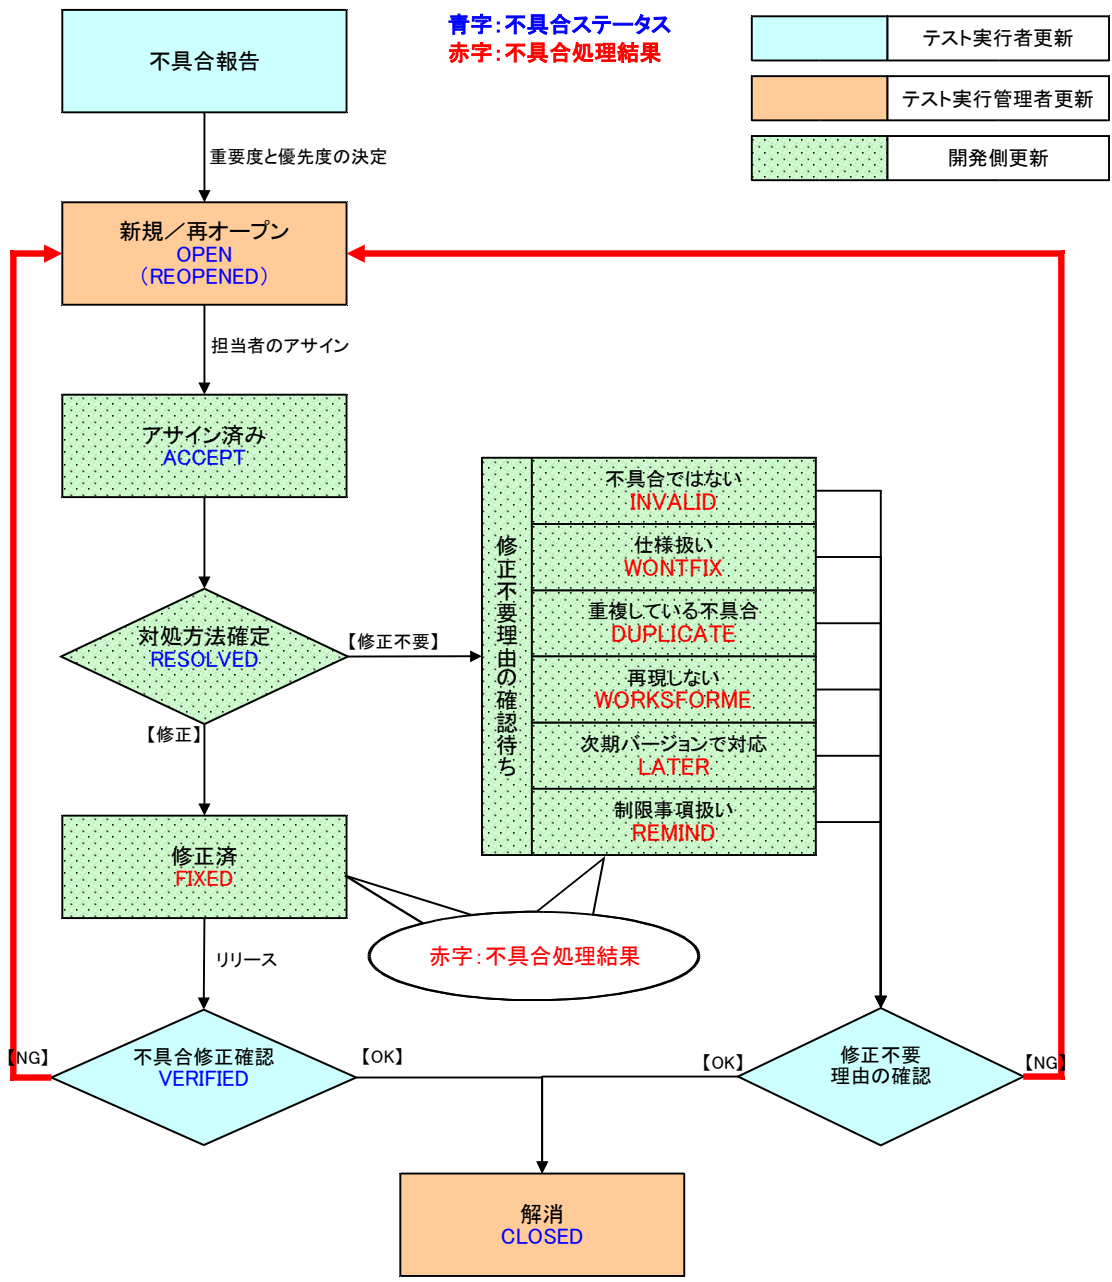 不具合報告
青字：不具合ステータス
赤字：不具合処理結果
テスト実行者更新
テスト実行管理者更新
開発側更新
重要度と優先度の決定
新規／再オープン
OPEN
（REOPENED）
担当者のアサイン
アサイン済み
ACCEPT
対処方法確定
RESOLVED
【修正不要】
【修正】
修正不要理由の確認待ち
不具合ではない
INVALID
仕様扱い
WONTFIX
重複している不具合
DUPLICATE
再現しない
WORKSFORME
次期バージョンで対応
LATER
制限事項扱い
REMIND
修正済
FIXED
赤字：不具合処理結果
リリース
【NG】
不具合修正確認
VERIFIED
【OK】
【OK】
修正不要
理由の確認
【NG】
解消
CLOSED